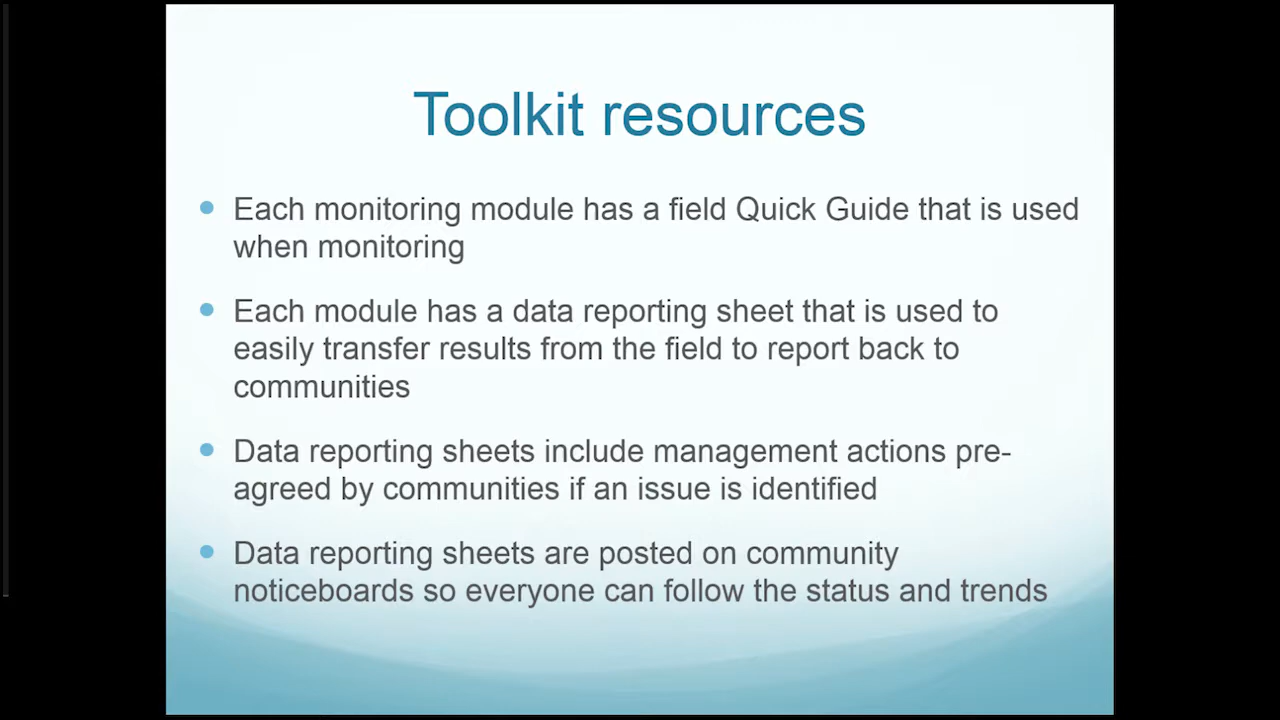 Toolkit resources
Each monitoring module has a field Quick Guide that is used
when monitoring
Each module has a data reporting sheet that is used to
easily transfer results from the field to report back to
communities
Data reporting sheets include management actions pre-
agreed by communities if an issue is identified
Data reporting sheets are posted on community
noticeboards so everyone can follow the status and trends